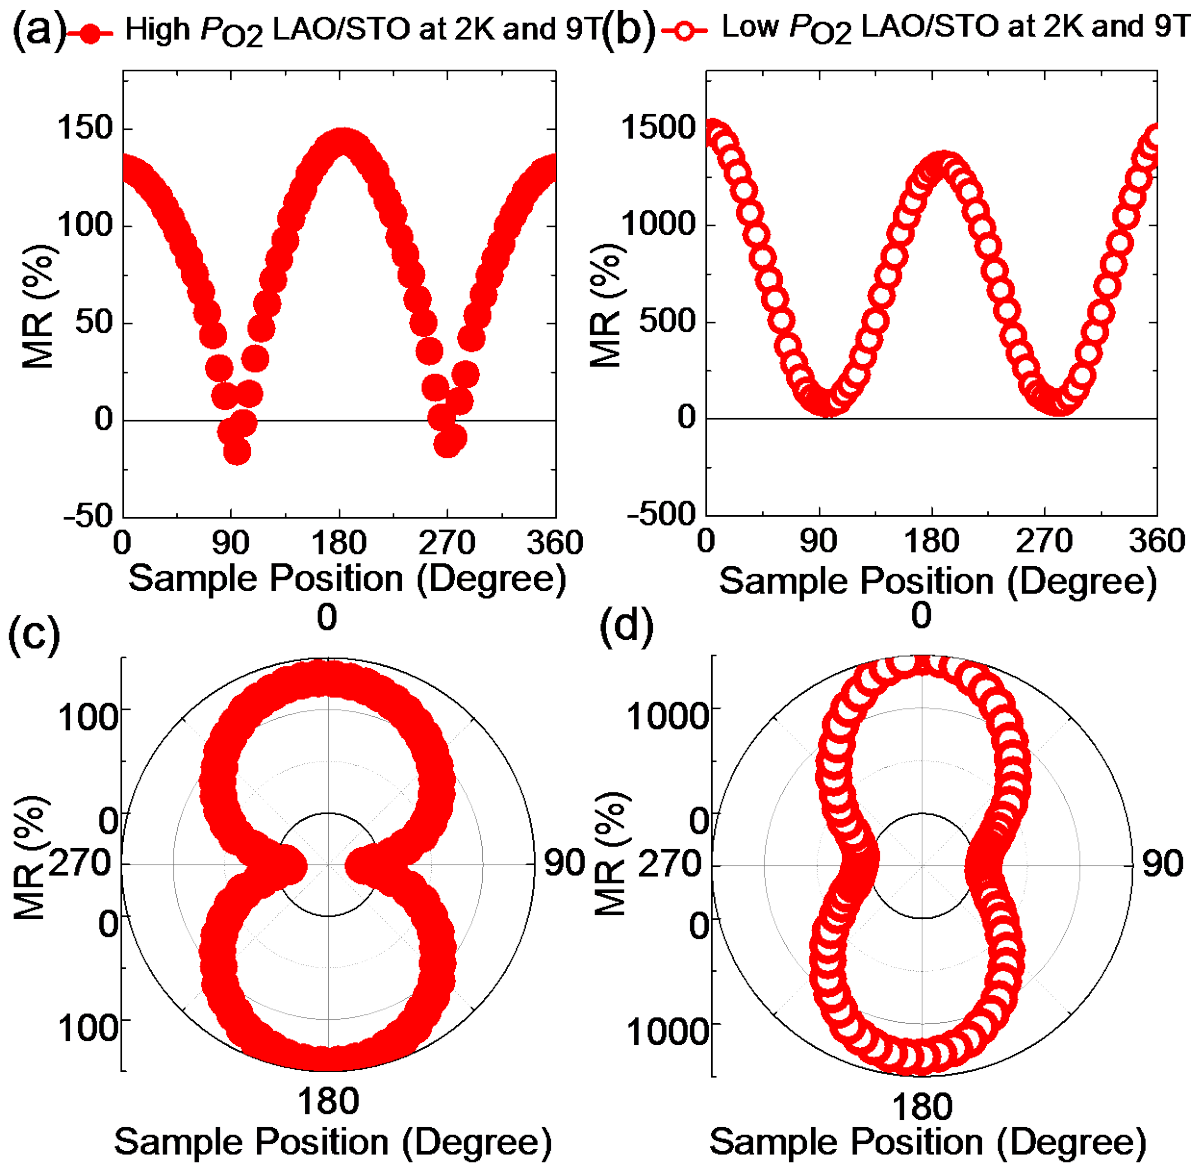 (a) High PO2 LAO/STO at 2K and 9T
150
100
50
0
-50
MR (%)
0 90 180 270 360
Sample Position (Degree)
(b) Low PO2 LAO/STO at 2K and 9T
1500
1000
500
0
-500
MR (%)
0 90 180 270 360
Sample Position (Degree)
(c)
0
100
0
270
90
0
100
180
MR (%)
Sample Position (Degree)
(d)
0
1000
0
270
90
0
1000
180
MR (%)
Sample Position (Degree)